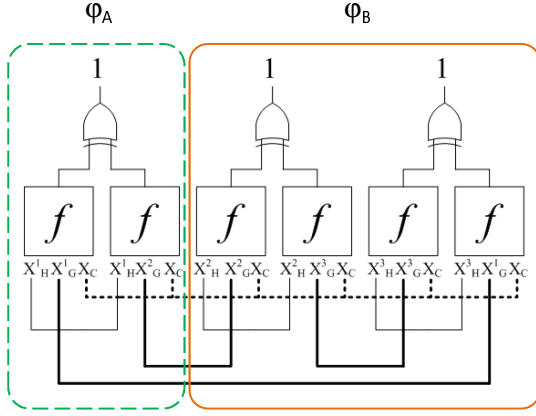 φA φB
1 1 1
f f f f f f
X¹H X¹G XC X¹H X²G XC X²H X²G XC X²H X³G XC X³H X³G XC X³H X¹G XC